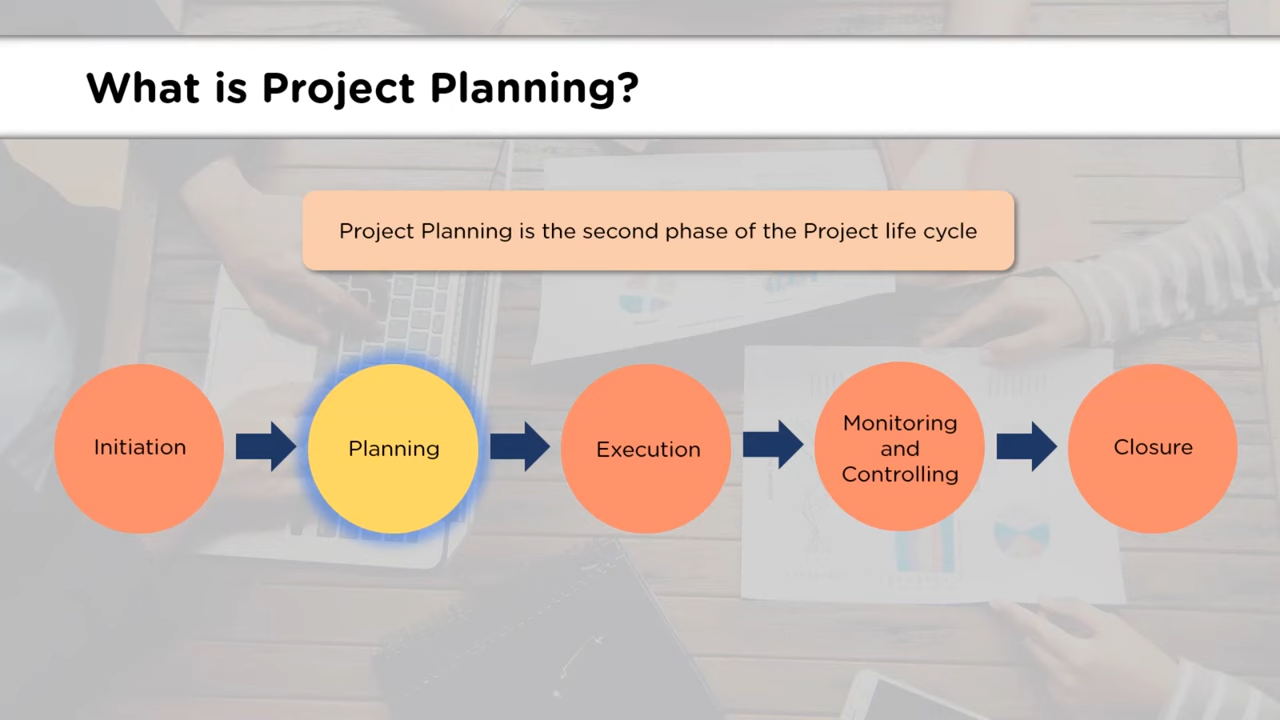 What is Project Planning?
Project Planning is the second phase of the Project life cycle
Initiation
Planning
Execution
Monitoring
and
Controlling
Closure